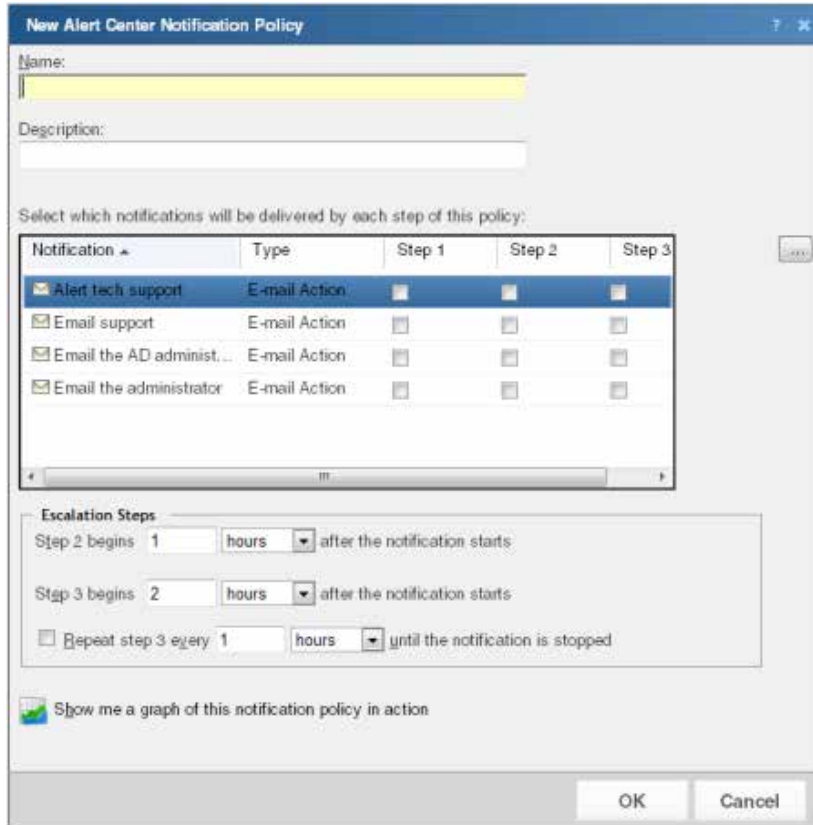 New Alert Center Notification Policy ? x
Name:
Description:
Select which notifications will be delivered by each step of this policy:
Notification Type Step 1 Step 2 Step 3
...
Alert tech support E-mail Action
Email support E-mail Action
Email the AD administ... E-mail Action
Email the administrator E-mail Action
Escalation Steps
Step 2 begins 1 hours after the notification starts
Step 3 begins 2 hours after the notification starts
Repeat step 3 every 1 hours until the notification is stopped
Show me a graph of this notification policy in action
OK Cancel